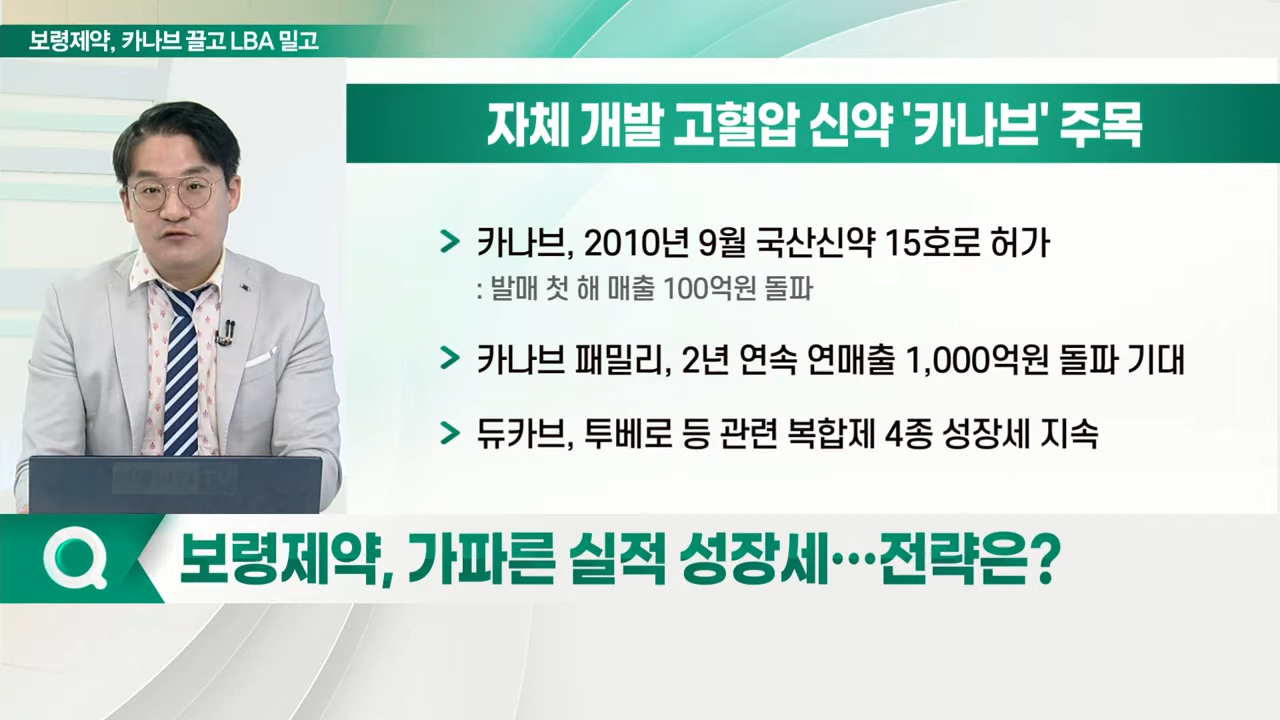 보령제약, 카나브 끌고 LBA 밀고
자체 개발 고혈압 신약 '카나브' 주목
> 카나브, 2010년 9월 국산신약 15호로 허가
: 발매 첫 해 매출 100억원 돌파
> 카나브 패밀리, 2년 연속 연매출 1,000억원 돌파 기대
> 듀카브, 투베로 등 관련 복합제 4종 성장세 지속
보령제약, 가파른 실적 성장세…전략은?